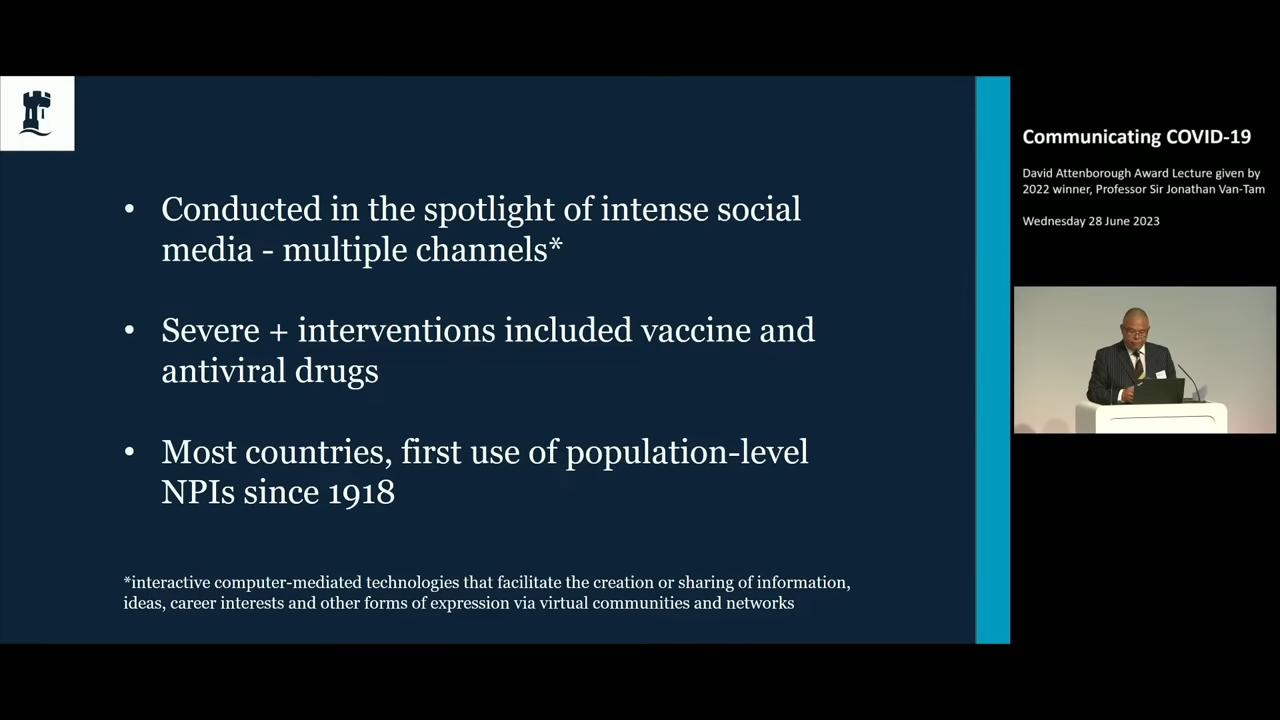 • Conducted in the spotlight of intense social
media - multiple channels*
• Severe + interventions included vaccine and
antiviral drugs
• Most countries, first use of population-level
NPIs since 1918
*interactive computer-mediated technologies that facilitate the creation or sharing of information,
ideas, career interests and other forms of expression via virtual communities and networks
Communicating COVID-19
David Attenborough Award Lecture given by
2022 winner, Professor Sir Jonathan Van-Tam
Wednesday 28 June 2023